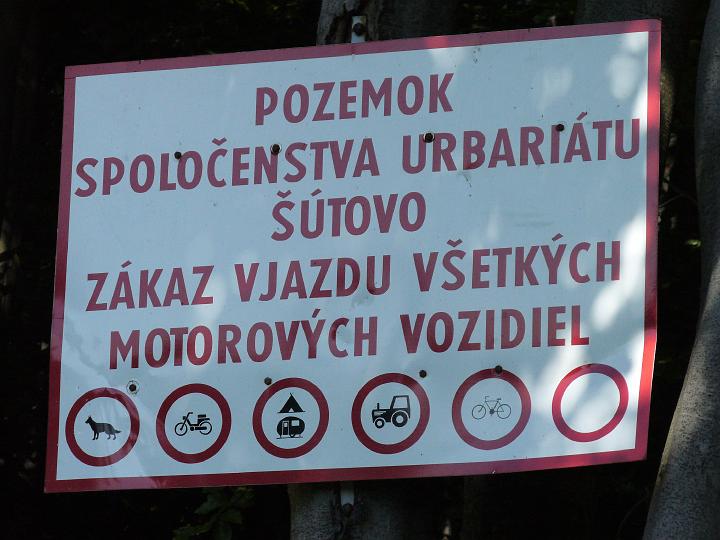 POZEMOK
SPOLOČENSTVA URBARIÁTU
ŠÚTOVO
ZÁKAZ VJAZDU VŠETKÝCH
MOTOROVÝCH VOZIDIEL